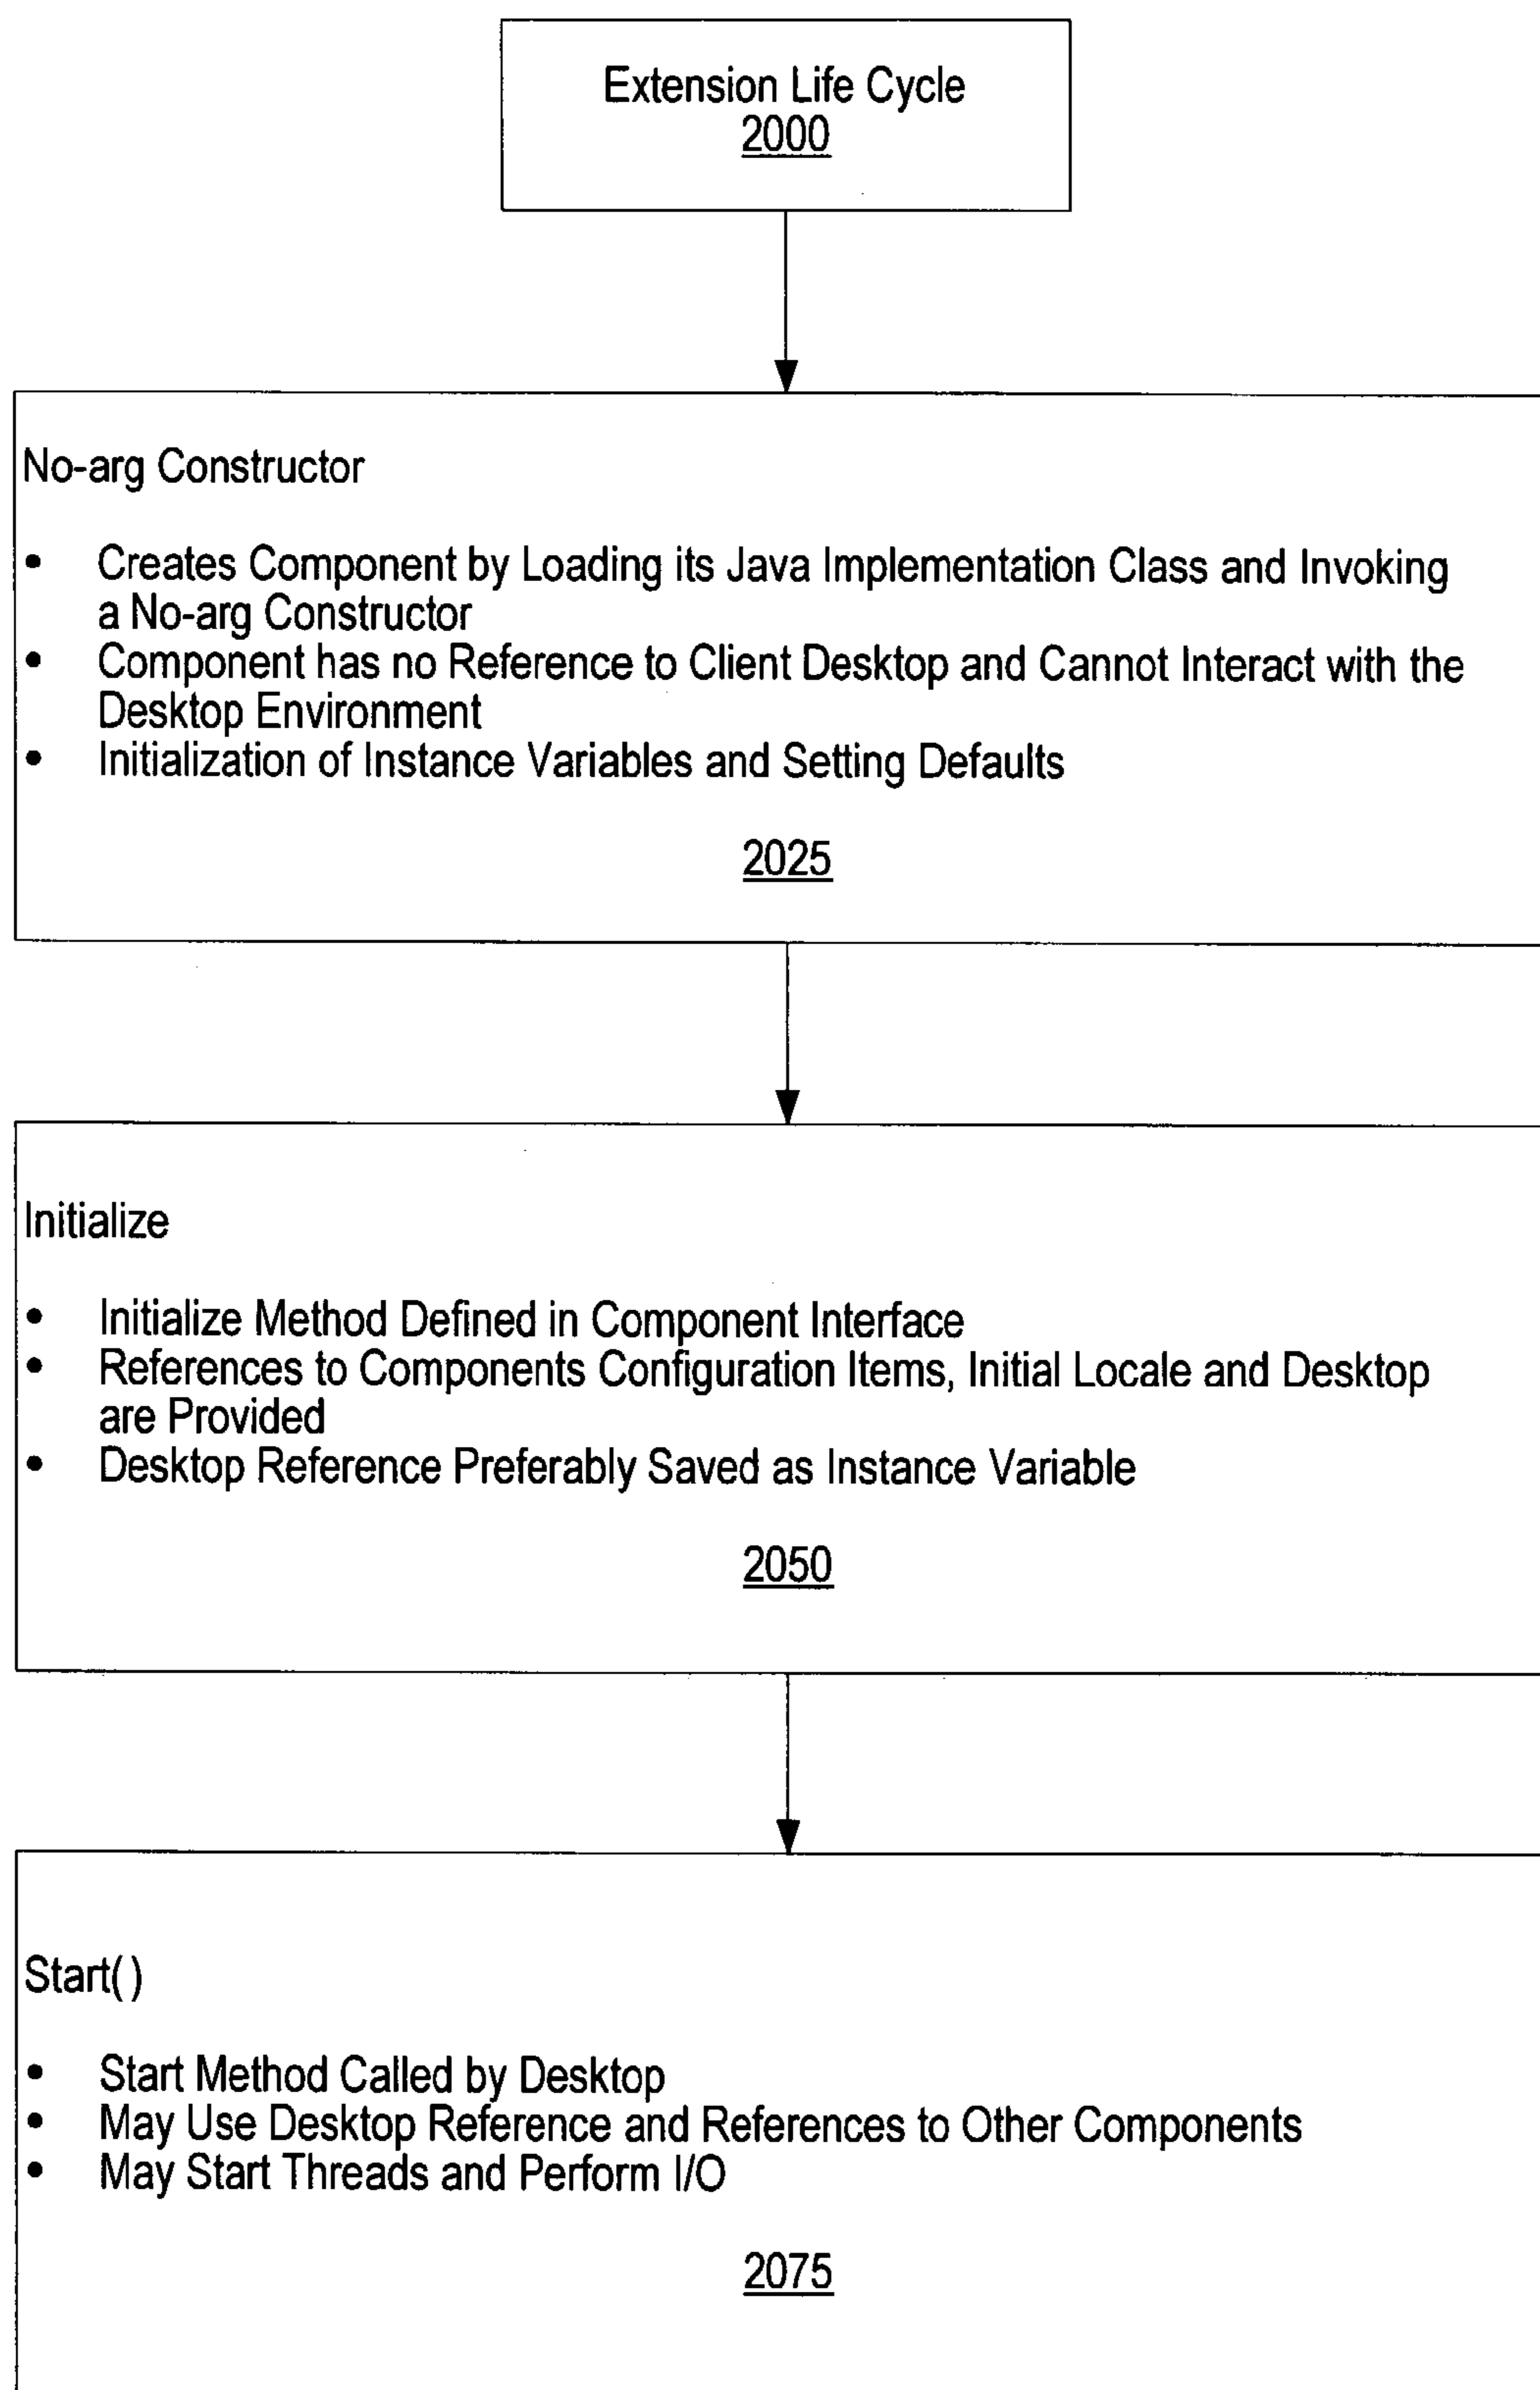 Extension Life Cycle
2000
No-arg Constructor
• Creates Component by Loading its Java Implementation Class and Invoking
a No-arg Constructor
• Component has no Reference to Client Desktop and Cannot Interact with the
Desktop Environment
• Initialization of Instance Variables and Setting Defaults
2025
Initialize
• Initialize Method Defined in Component Interface
• References to Components Configuration Items, Initial Locale and Desktop
are Provided
• Desktop Reference Preferably Saved as Instance Variable
2050
Start( )
• Start Method Called by Desktop
• May Use Desktop Reference and References to Other Components
• May Start Threads and Perform I/O
2075